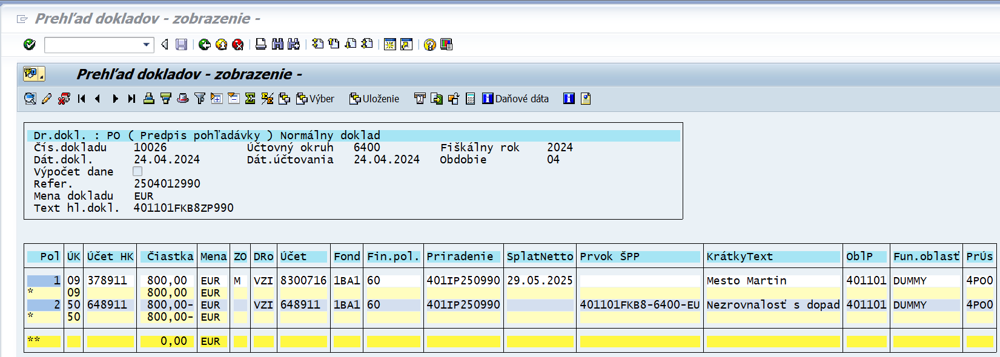 Prehľad dokladov - zobrazenie -
Prehľad dokladov - zobrazenie -
Výber Uloženie Daňové dáta
Dr.dokl. : PO ( Predpis pohľadávky ) Normálny doklad
Čís.dokladu 10026 Účtovný okruh 6400 Fiškálny rok 2024
Dát.dokl. 24.04.2024 Dát.účtovania 24.04.2024 Obdobie 04
Výpočet dane
Refer. 2504012990
Mena dokladu EUR
Text hl.dokl. 401101FKB8ZP990
Pol ÚK Účet HK Čiastka Mena ZO DRo Účet Fond Fin.pol. Priradenie SplatNetto Prvok ŠPP KrátkyText OblP Fun.oblasť PrÚs
1 09 378911 800,00 EUR M VZI 8300716 1BA1 60 401IP250990 29.05.2025 Mesto Martin 401101 DUMMY 4PO0
* 09 800,00 EUR
2 50 648911 800,00- EUR VZI 648911 1BA1 60 401IP250990 401101FKB8-6400-EU Nezrovnalosť s dopad 401101 DUMMY 4PO0
* 50 800,00- EUR
** 0,00 EUR